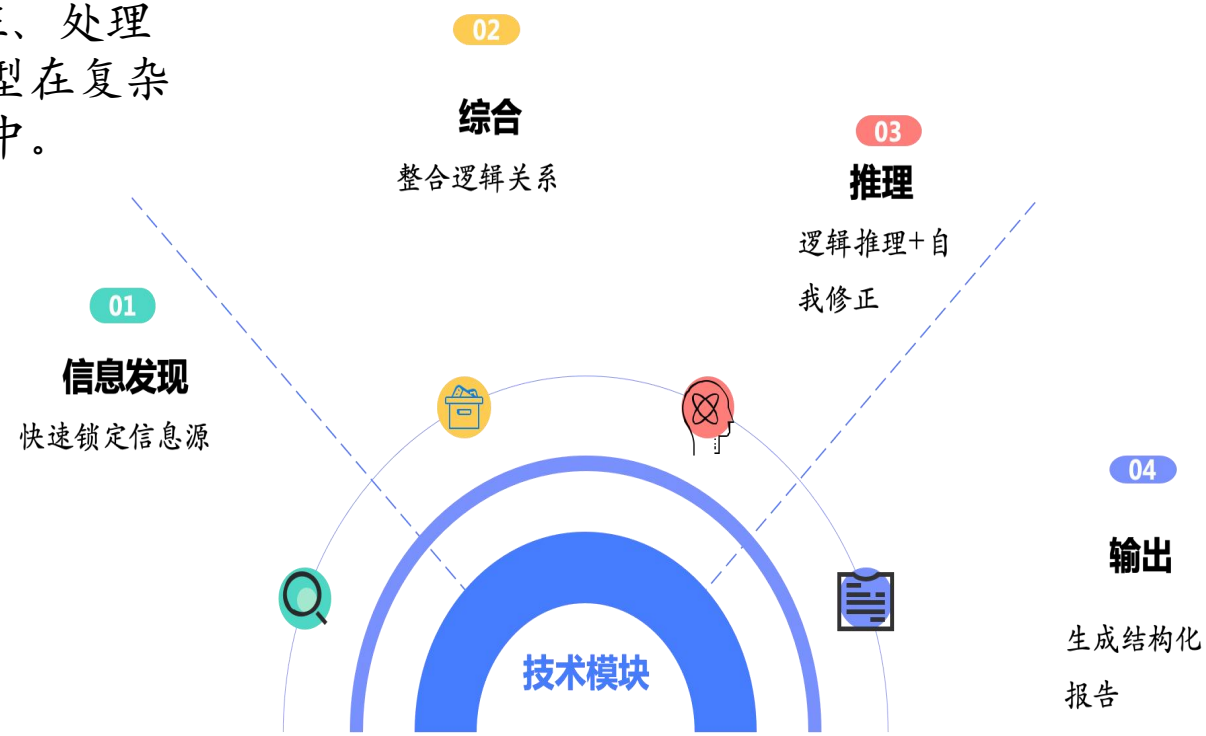 、处理
型在复杂
中。
02
综合
整合逻辑关系
03
推理
逻辑推理+自
我修正
01
信息发现
快速锁定信息源
04
输出
生成结构化
报告
技术模块